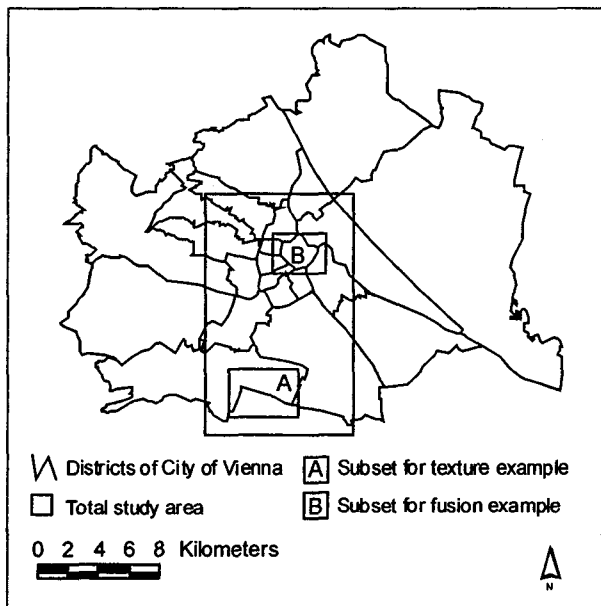 B
A
Districts of City of Vienna
A Subset for texture example
Total study area
B Subset for fusion example
0 2 4 6 8 Kilometers
N